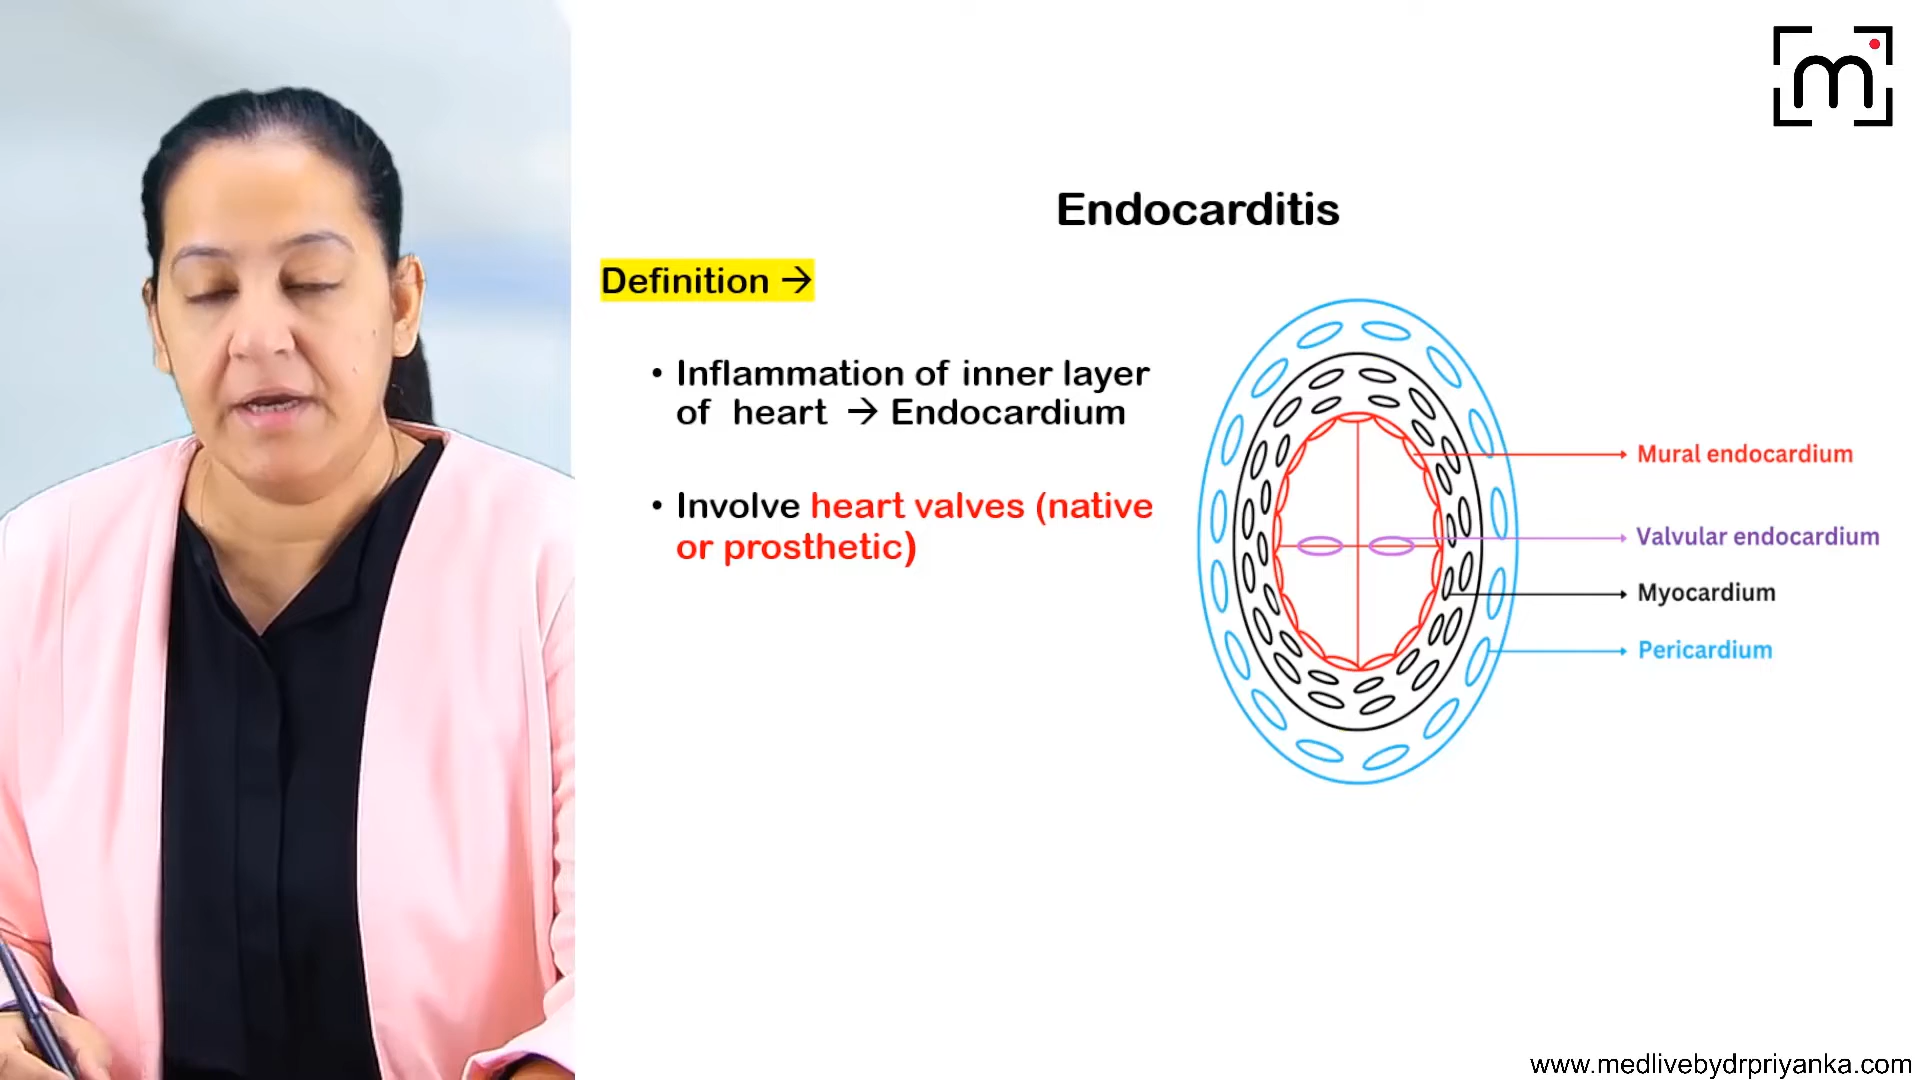 m
Endocarditis
Definition →
• Inflammation of inner layer
of heart → Endocardium
• Involve heart valves (native
or prosthetic)
Mural endocardium
Valvular endocardium
Myocardium
Pericardium
www.medlivebydrpriyanka.com